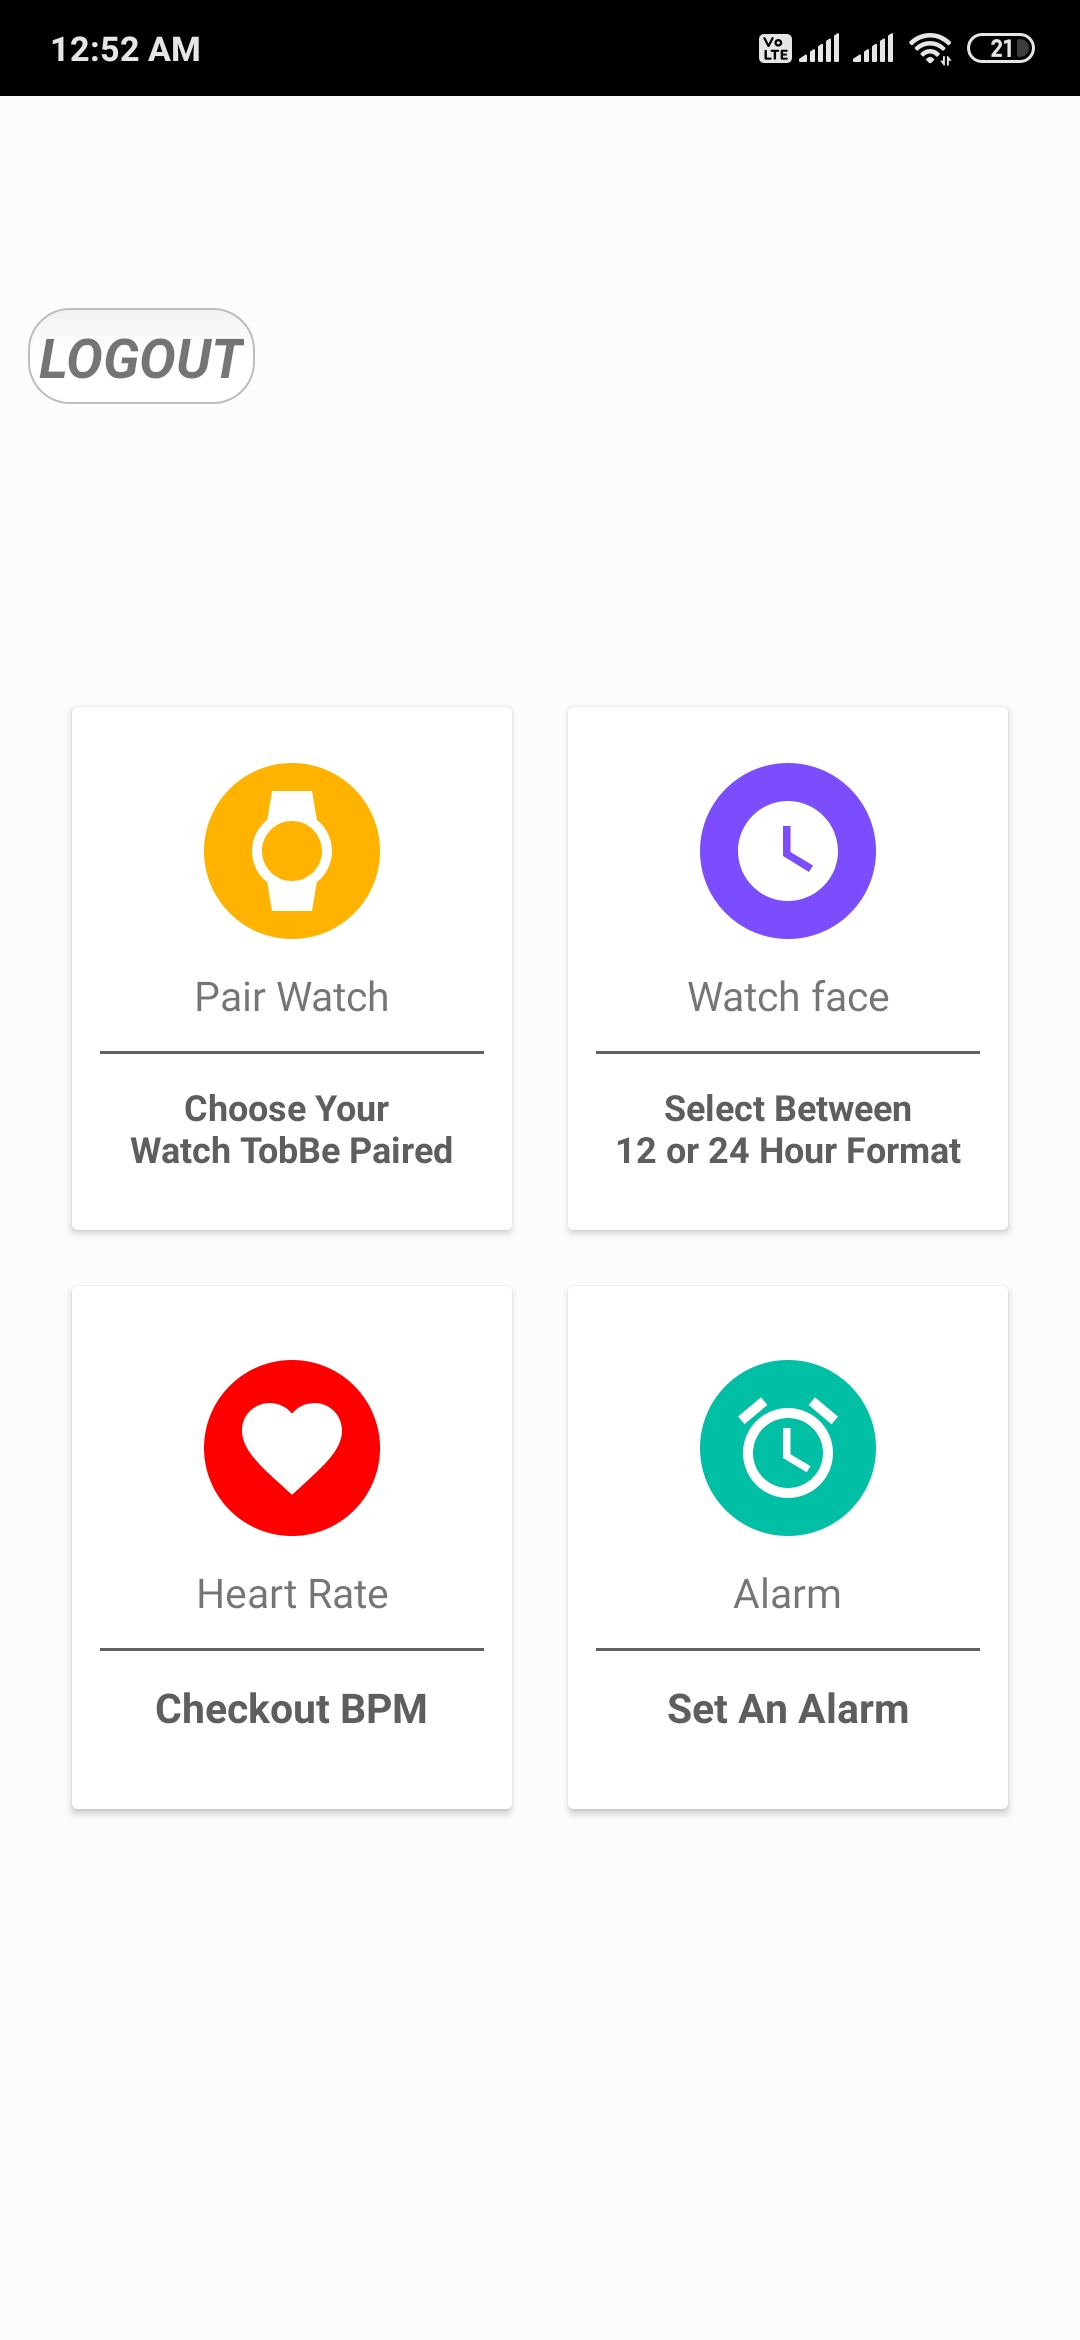 12:52 AM
Vo LTE
21
LOGOUT
Pair Watch
Choose Your
Watch TobBe Paired
Watch face
Select Between
12 or 24 Hour Format
Heart Rate
Checkout BPM
Alarm
Set An Alarm